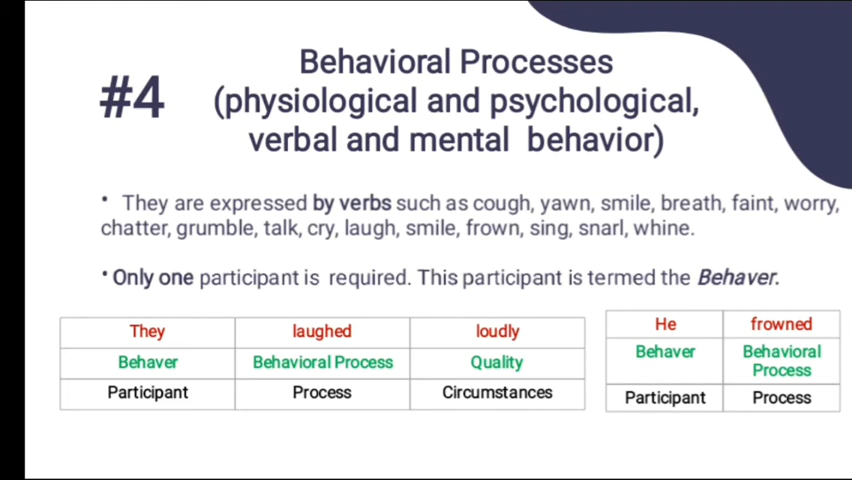 Behavioral Processes
#4 (physiological and psychological,
verbal and mental behavior)
• They are expressed by verbs such as cough, yawn, smile, breath, faint, worry,
chatter, grumble, talk, cry, laugh, smile, frown, sing, snarl, whine.
• Only one participant is required. This participant is termed the Behaver.
They laughed loudly
Behaver Behavioral Process Quality
Participant Process Circumstances
He frowned
Behaver Behavioral
Process
Participant Process